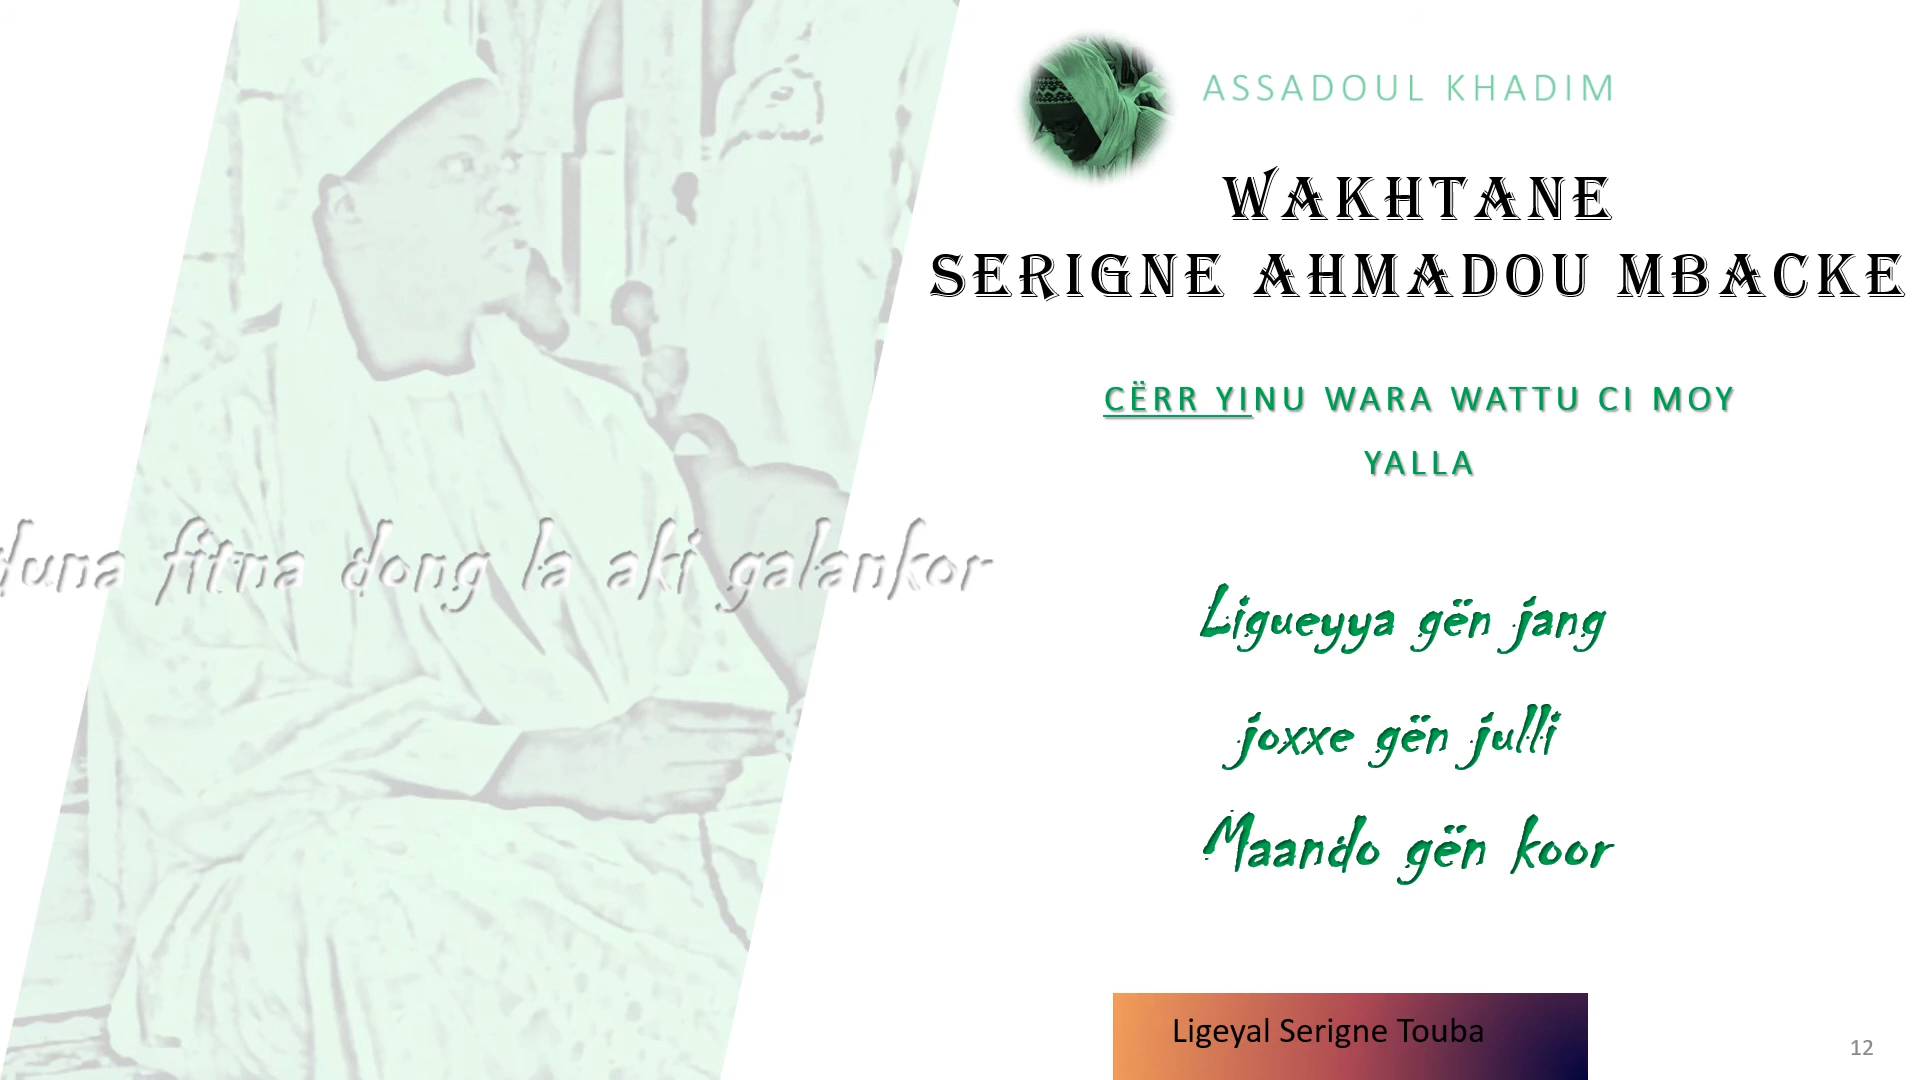 ASSADOUL KHADIM
WAKHTANE
SERIGNE AHMADOU MBACKE
CËRR YINU WARA WATTU CI MOY
YALLA
duna fitna dong la aki galankor
Ligueyya gën jang
joxxe gën julli
Maando gën koor
Ligeyal Serigne Touba
12